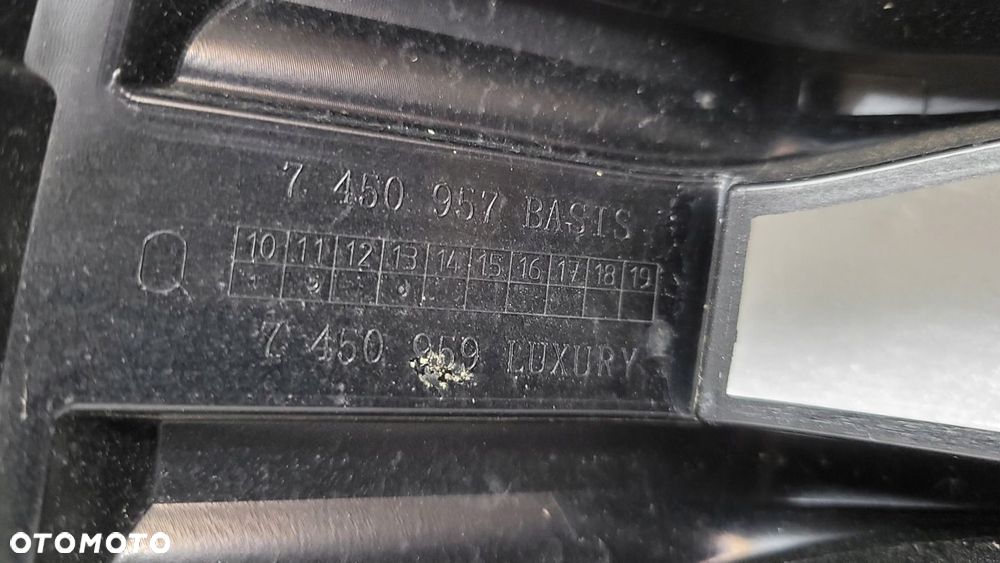 7 450 957 BASIS
10 11 12 13 14 15 16 17 18 19
7 450 959 LUXURY
OTOMOTO